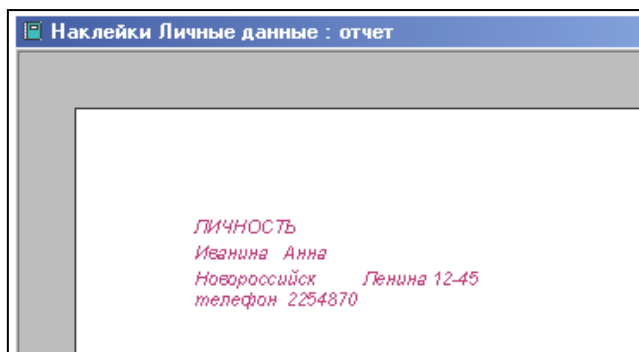 Наклейки Личные данные : отчет
ЛИЧНОСТЬ
Иванина Анна
Новороссийск Ленина 12-45
телефон 2254870